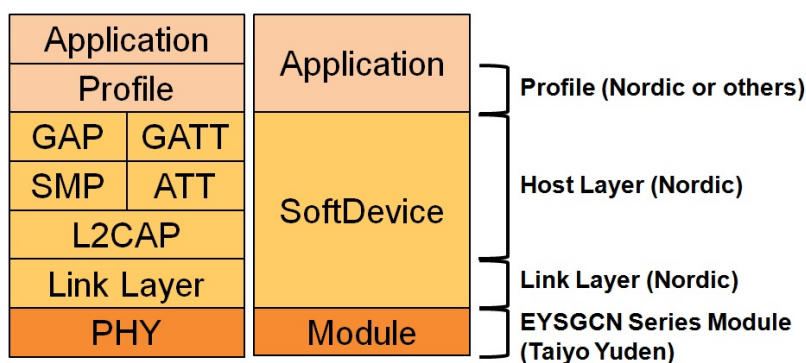 Application
Profile
GAP GATT
SMP ATT
L2CAP
Link Layer
PHY
Application
SoftDevice
Module
Profile (Nordic or others)
Host Layer (Nordic)
Link Layer (Nordic)
EYSGCN Series Module
(Taiyo Yuden)